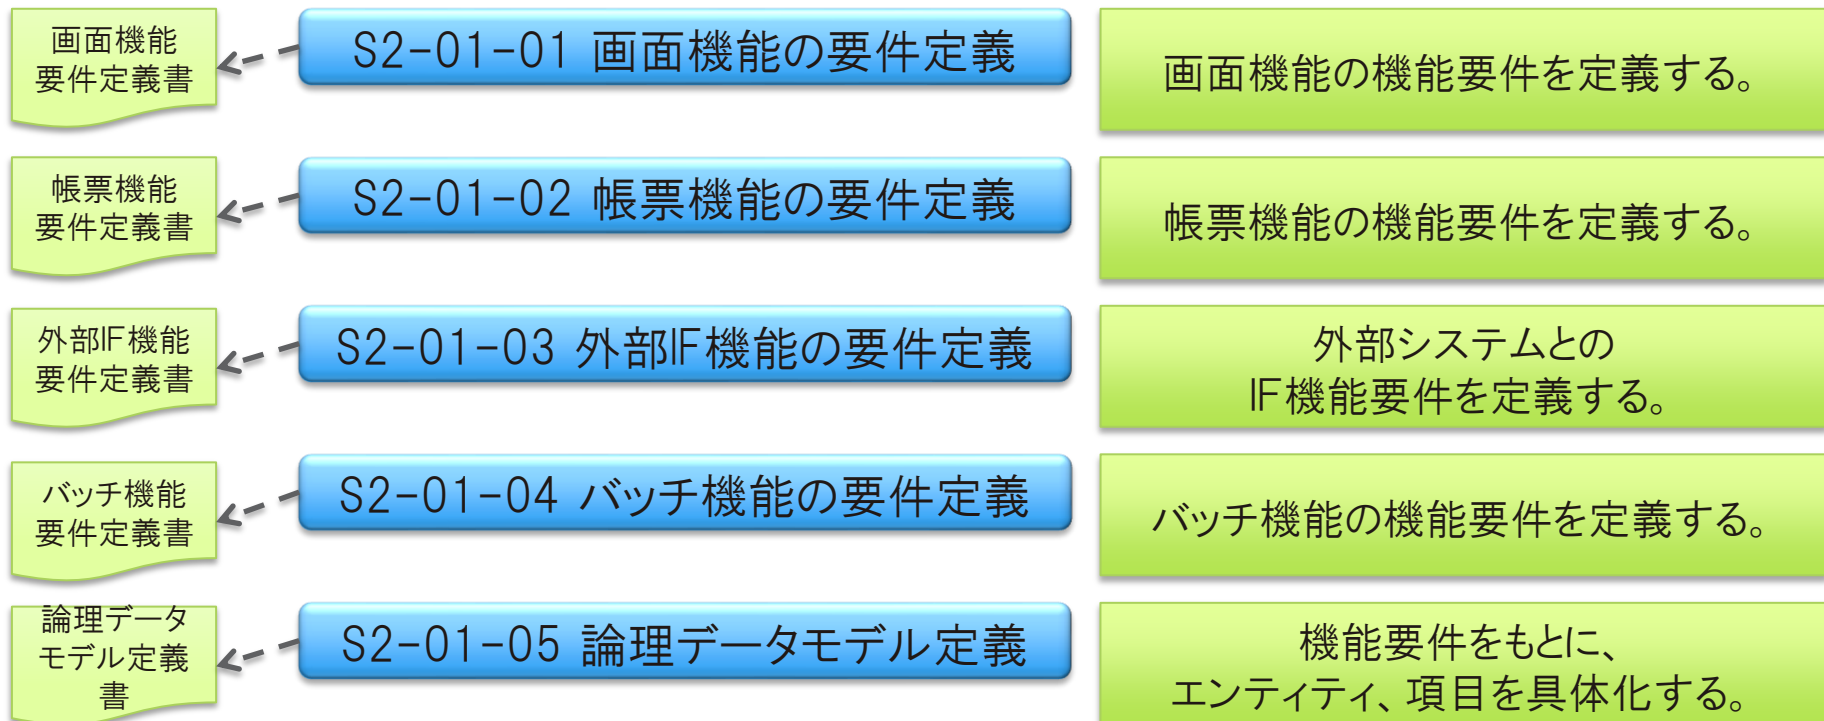 画面機能
要件定義書
S2-01-01 画面機能の要件定義
画面機能の機能要件を定義する。
帳票機能
要件定義書
S2-01-02 帳票機能の要件定義
帳票機能の機能要件を定義する。
外部IF機能
要件定義書
S2-01-03 外部IF機能の要件定義
外部システムとの
IF機能要件を定義する。
バッチ機能
要件定義書
S2-01-04 バッチ機能の要件定義
バッチ機能の機能要件を定義する。
論理データ
モデル定義
書
S2-01-05 論理データモデル定義
機能要件をもとに、
エンティティ、項目を具体化する。